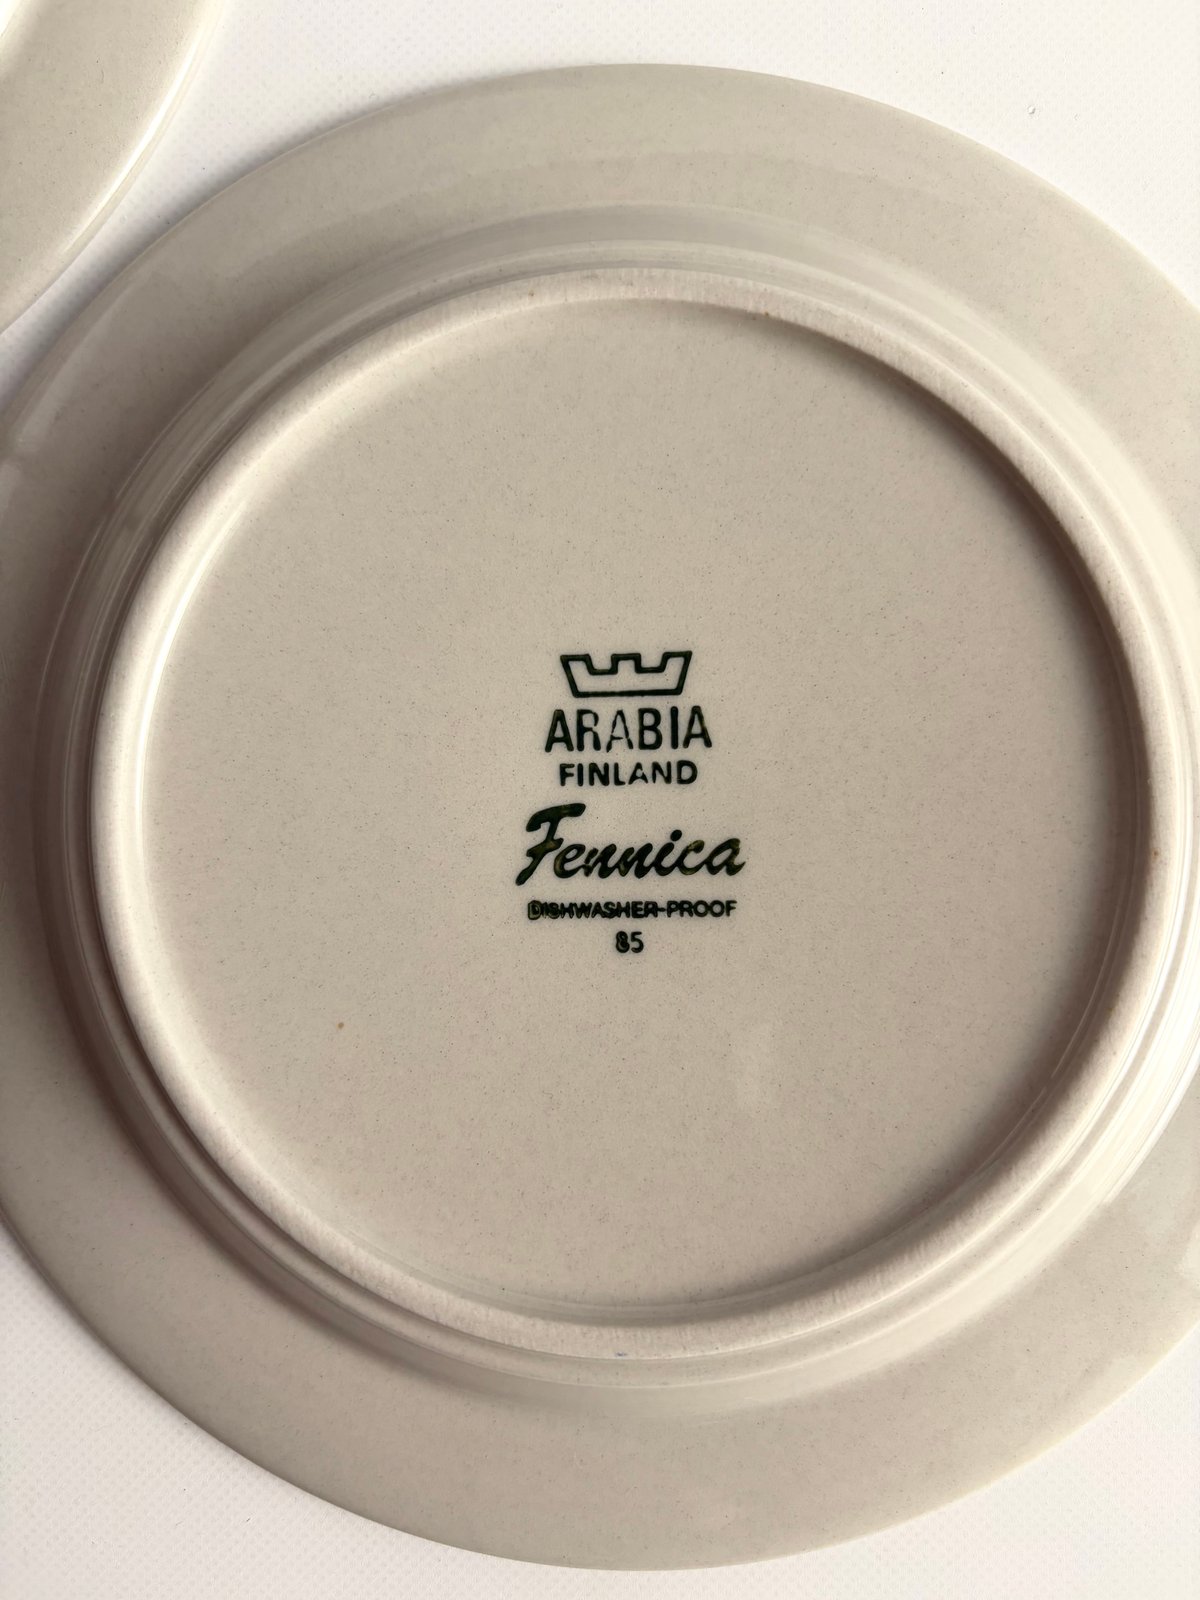 ARABIA
FINLAND
Fennica
DISHWASHER-PROOF
85